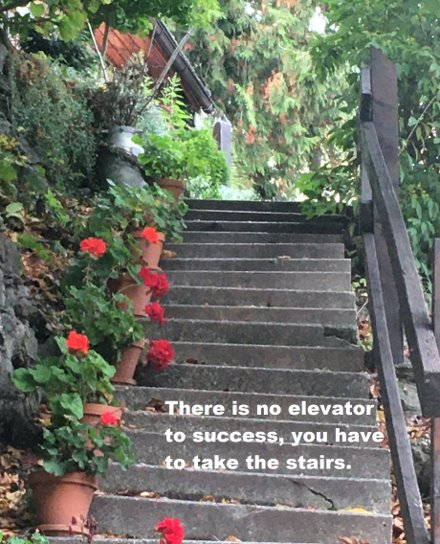 There is no elevator
to success, you have
to take the stairs.